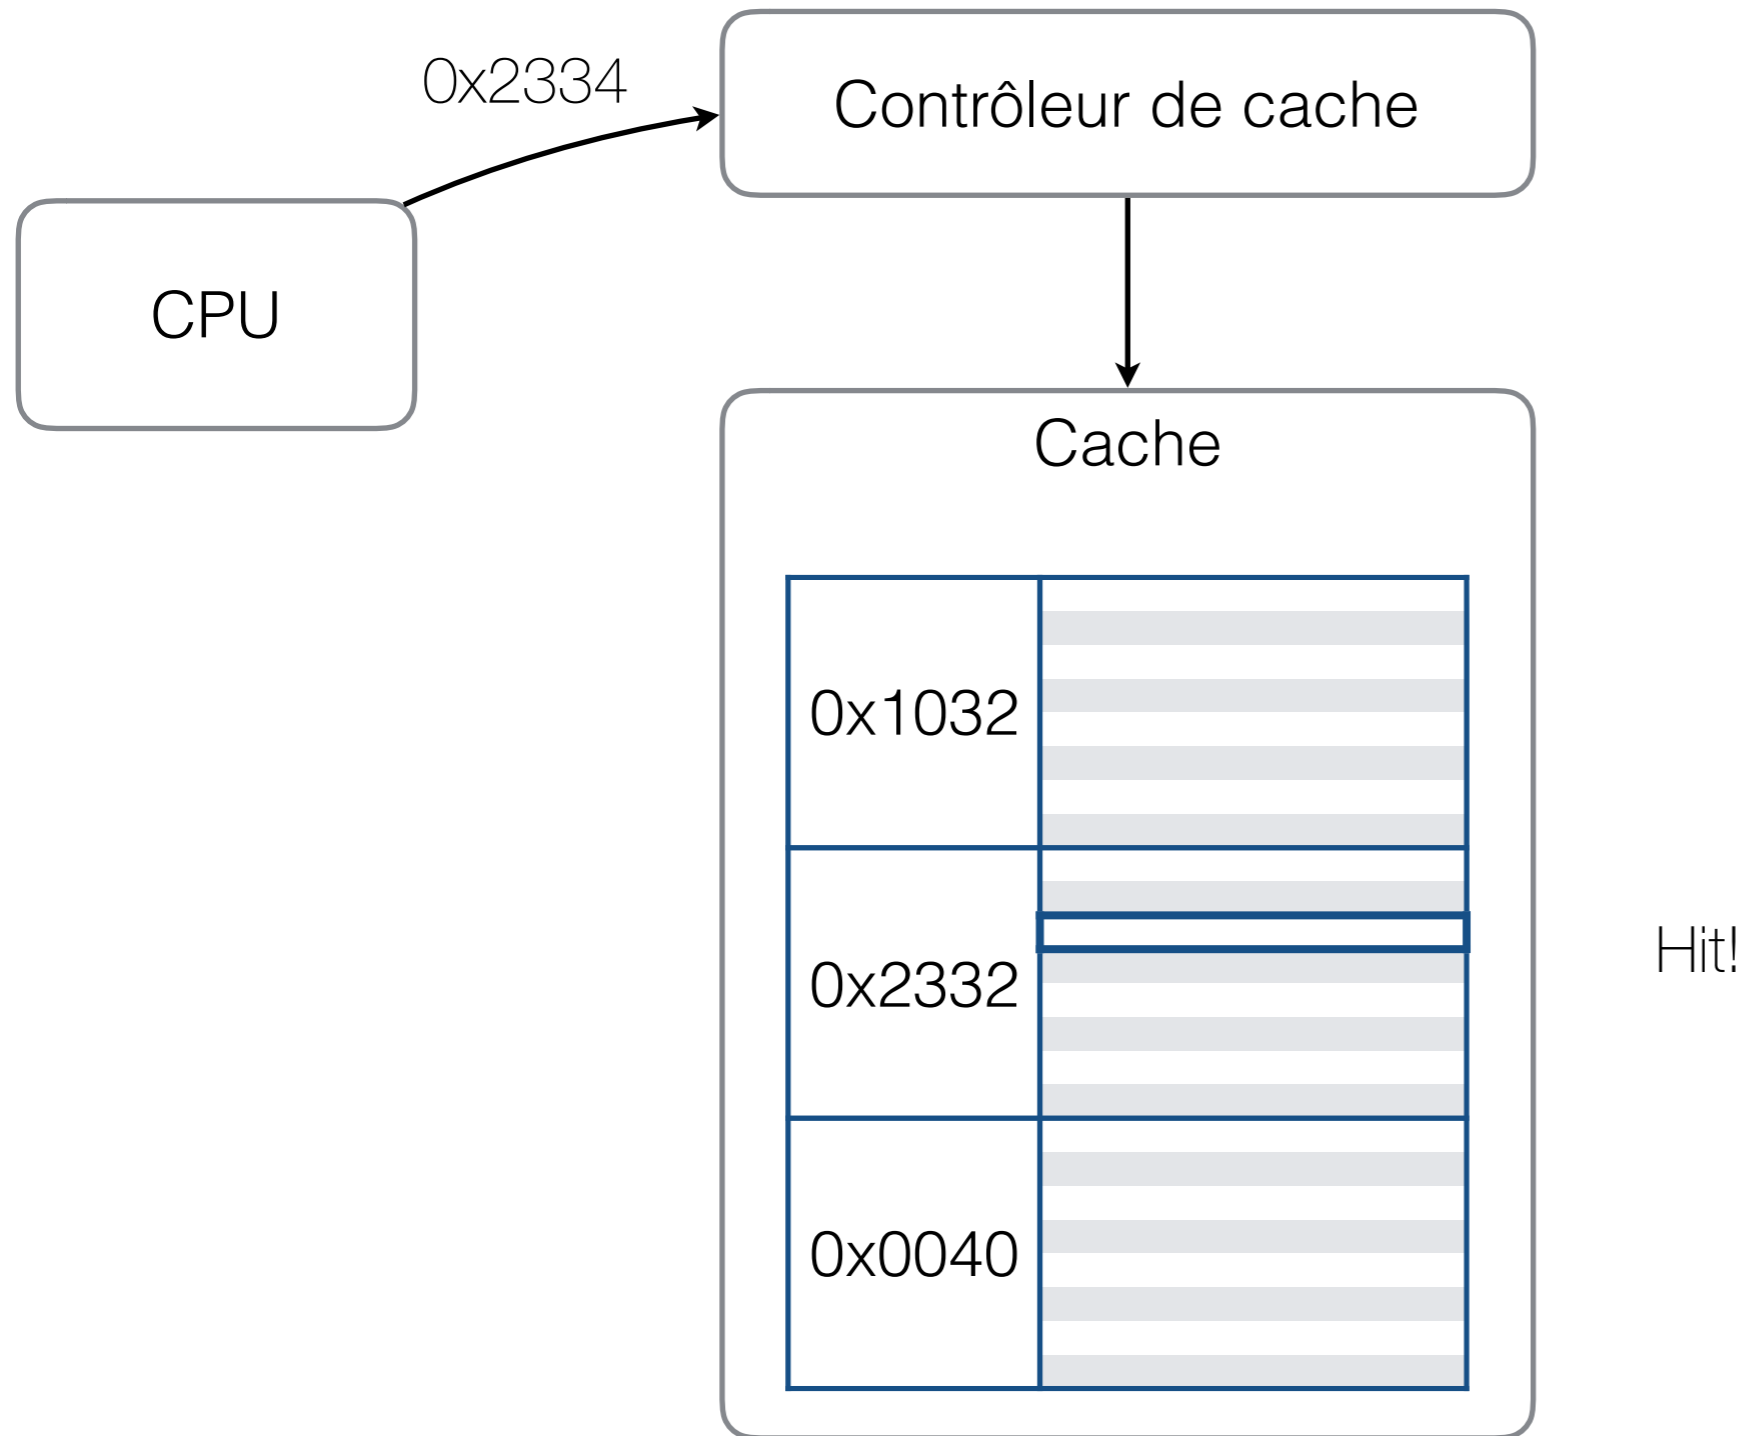 0x2334
Contrôleur de cache
CPU
Cache
0x1032
0x2332
Hit!
0x0040